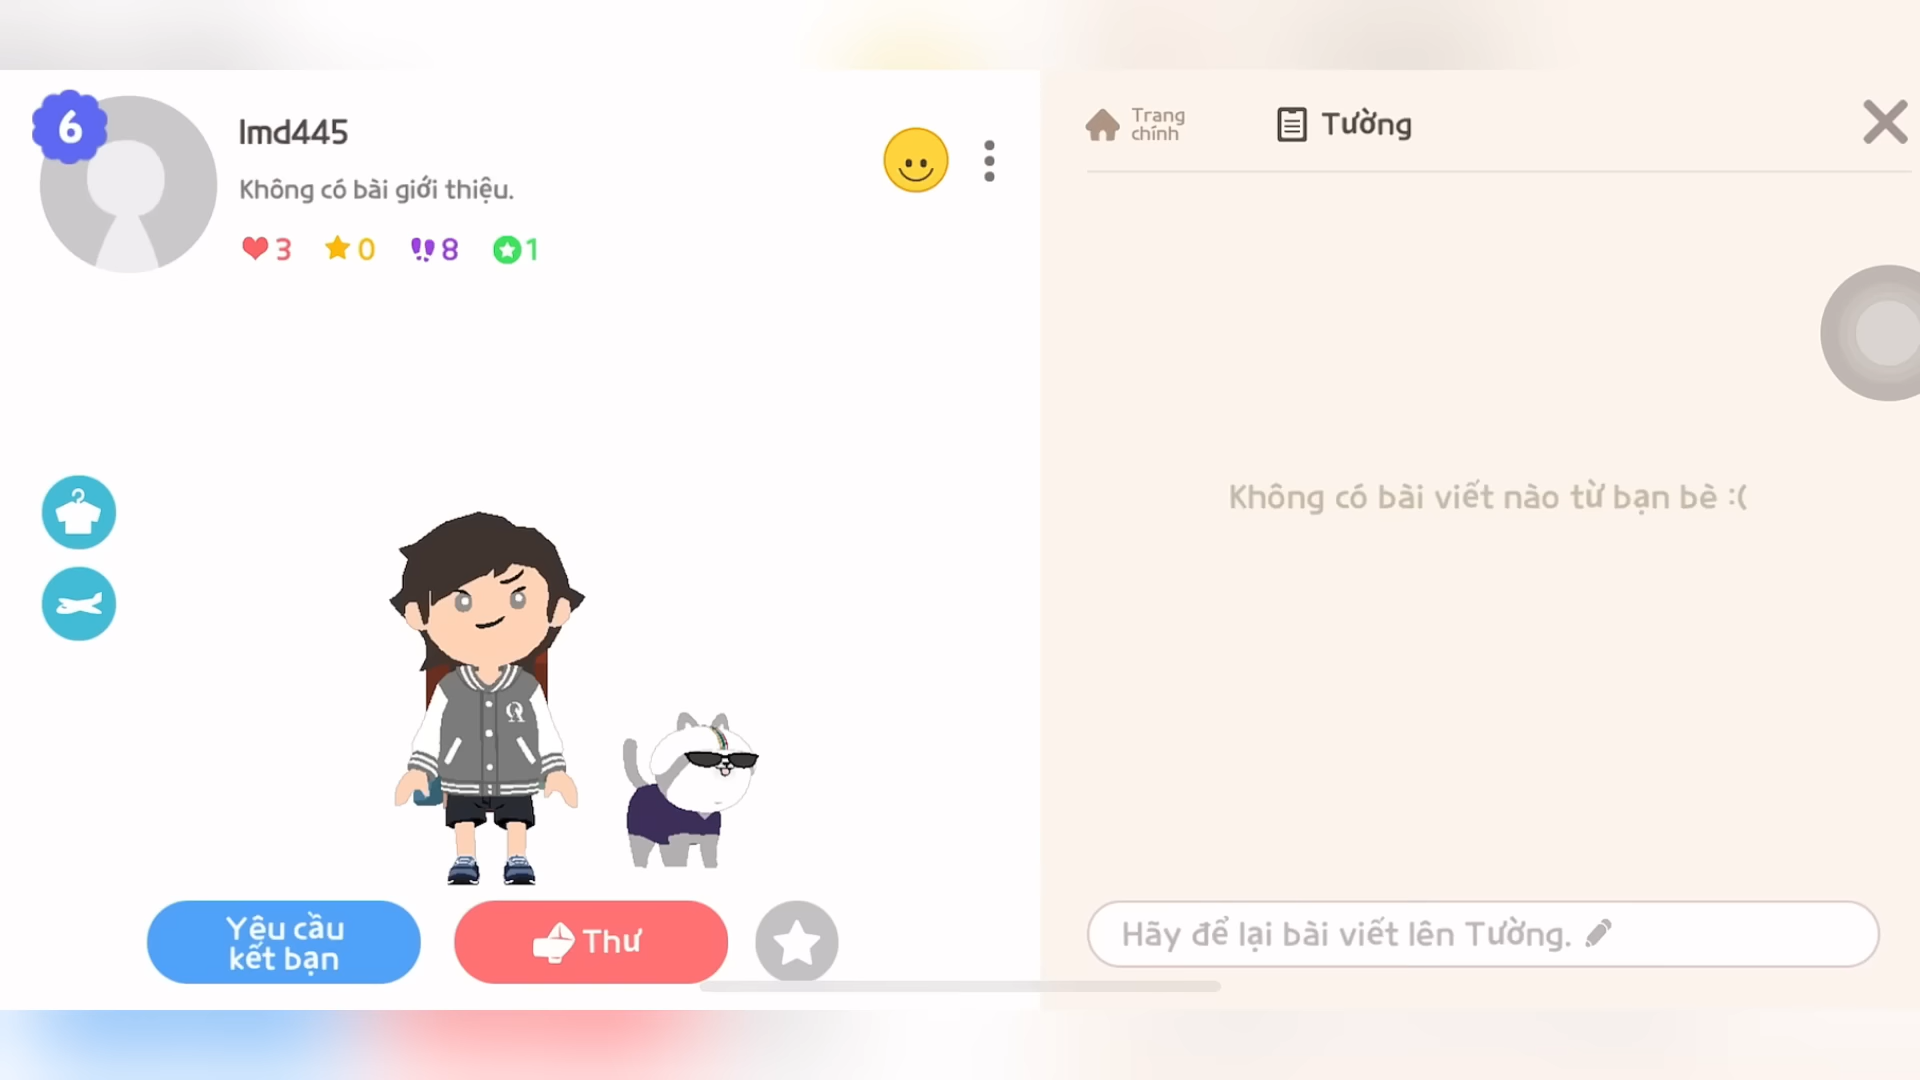 6
lmd445
Không có bài giới thiệu.
3 0 8 1
Yêu cầu
kết bạn
Thư
Trang
chính
Tường
Không có bài viết nào từ bạn bè :(
Hãy để lại bài viết lên Tường.